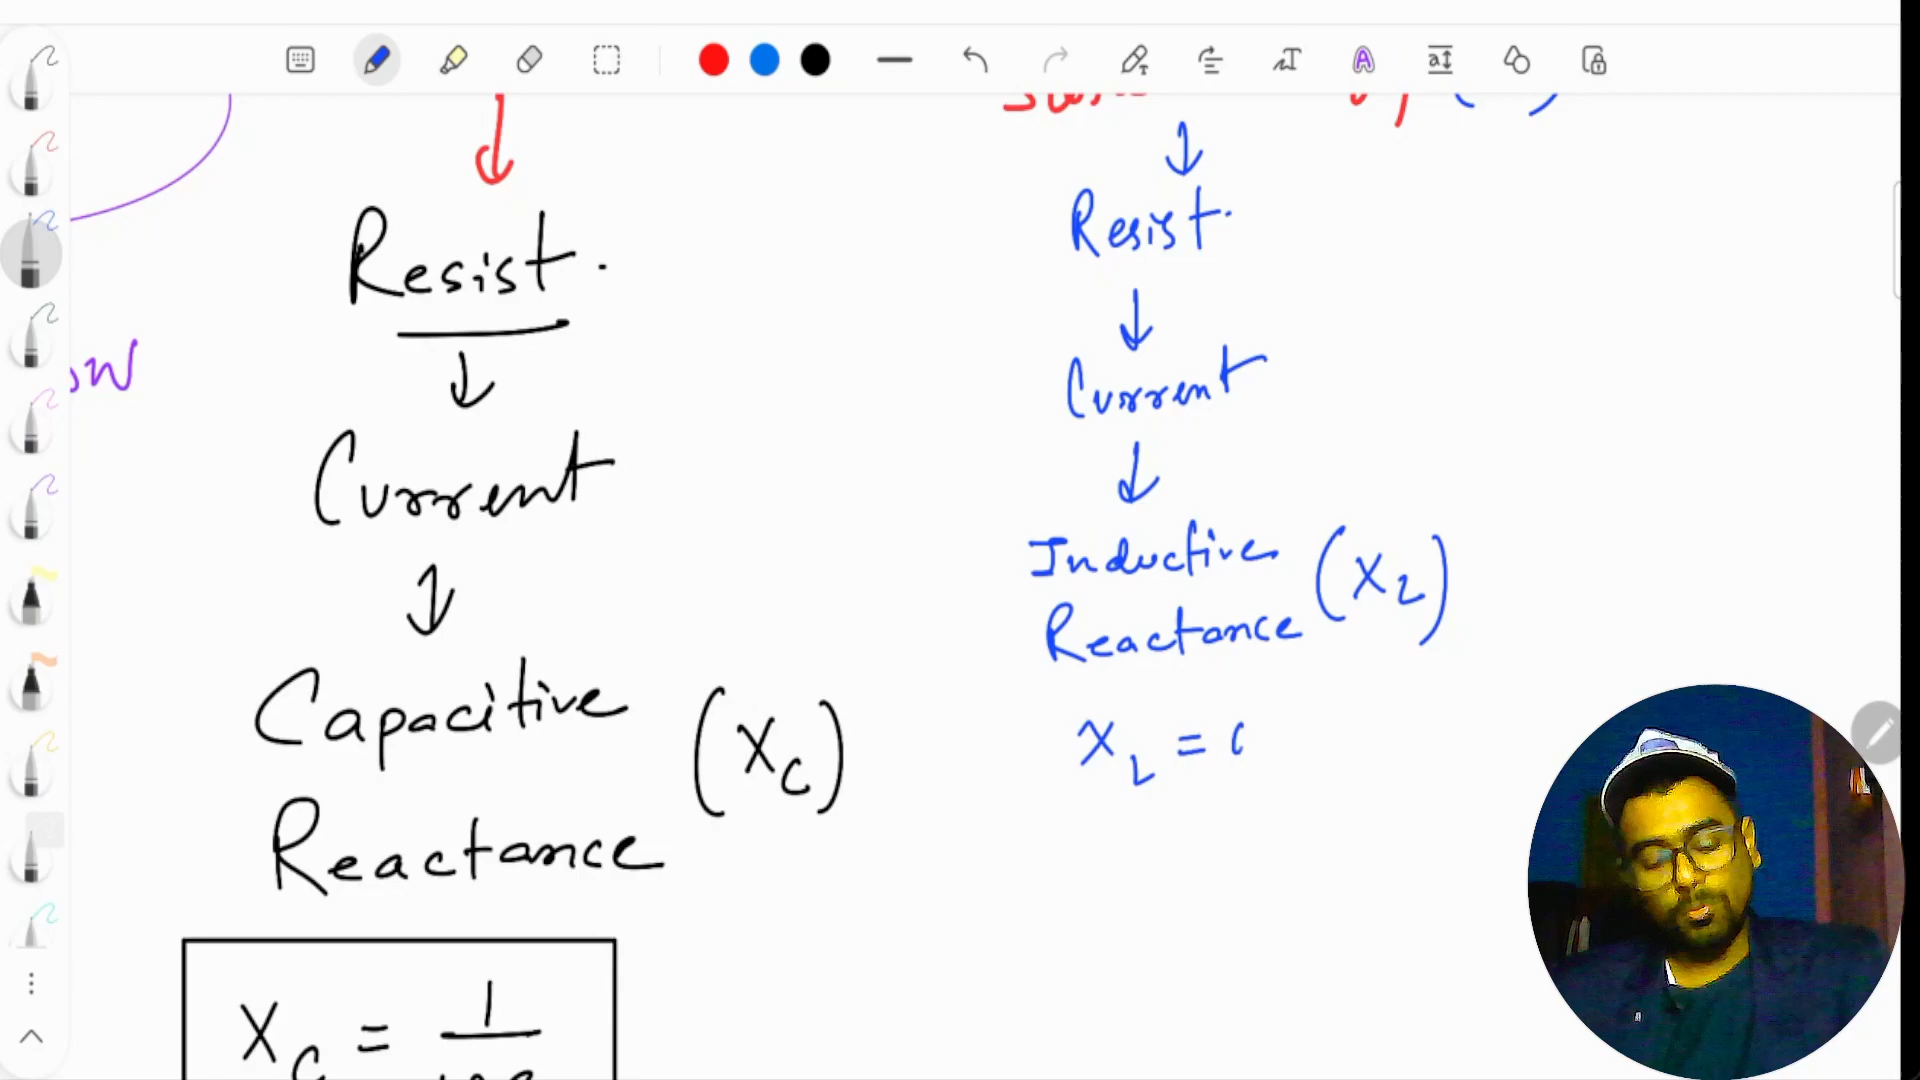 Resist.
Current
Capacitive
Reactance (Xc)
Xc = 1
Resist.
Current
Inductive
Reactance (XL)
XL =